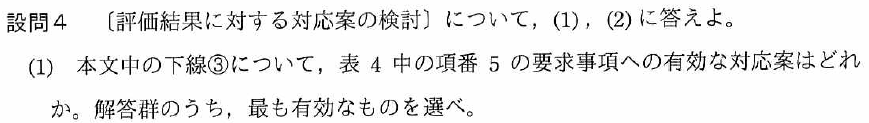 設問4　〔評価結果に対する対応案の検討〕について，(1)，(2)に答えよ。
(1)　本文中の下線③について，表 4 中の項番 5 の要求事項への有効な対応案はどれ
か。解答群のうち，最も有効なものを選べ。